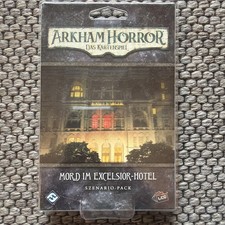 ARKHAM HORROR
DAS KARTENSPIEL
MORD IM EXCELSIOR-HOTEL
SZENARIO-PACK